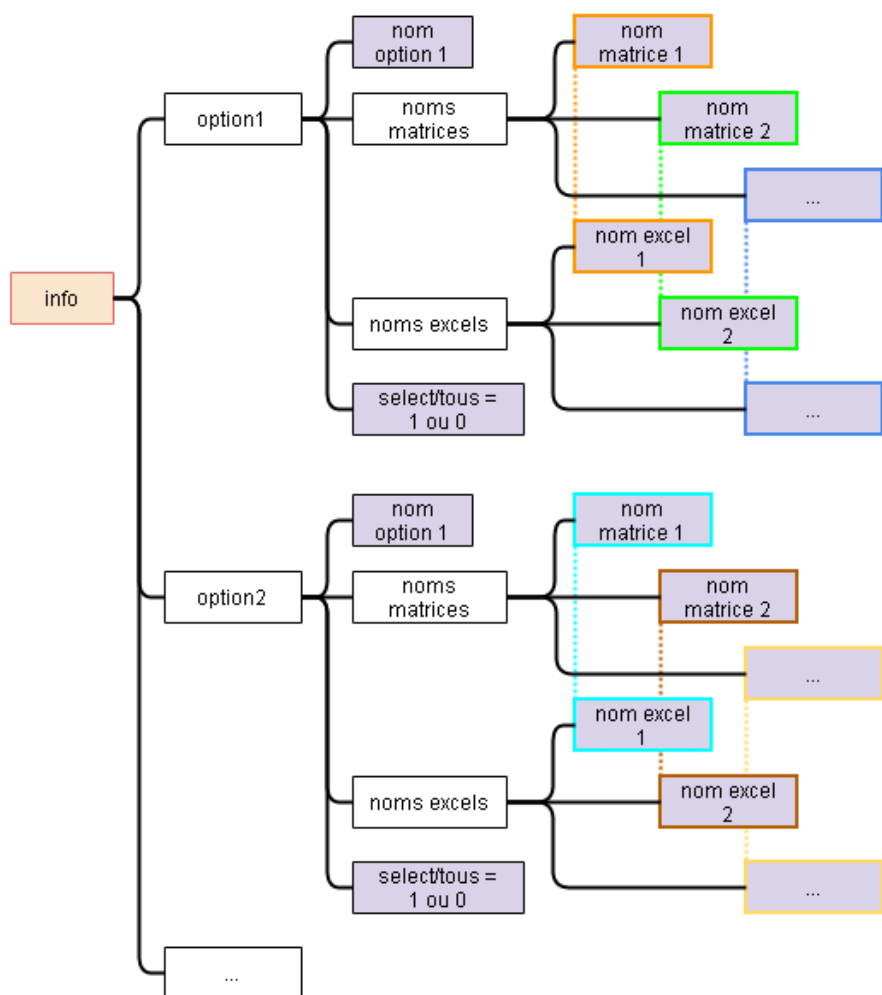 nom
option 1
nom
matrice 1
option1
noms
matrices
nom
matrice 2
...
nom excel
1
info
noms excels
nom excel
2
select/tous =
1 ou 0
...
nom
option 1
nom
matrice 1
option2
noms
matrices
nom
matrice 2
...
nom excel
1
noms excels
nom excel
2
select/tous =
1 ou 0
...
...